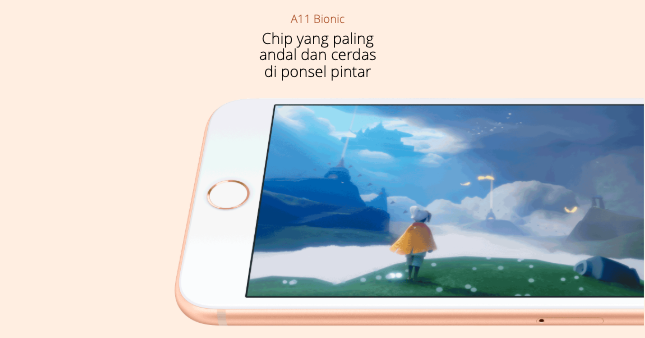 A11 Bionic
Chip yang paling
andal dan cerdas
di ponsel pintar